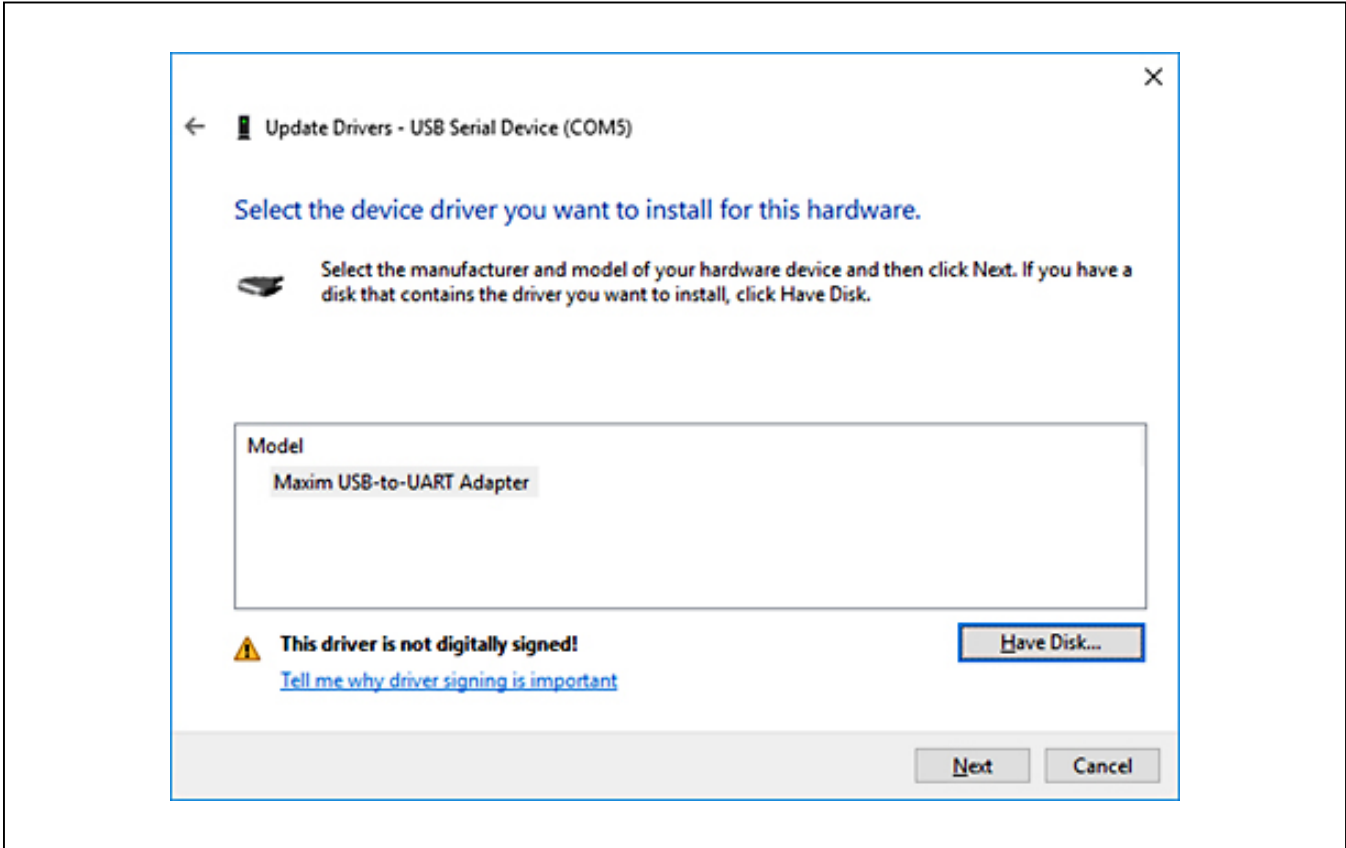 Update Drivers - USB Serial Device (COM5)
Select the device driver you want to install for this hardware.
Select the manufacturer and model of your hardware device and then click Next. If you have a
disk that contains the driver you want to install, click Have Disk.
Model
Maxim USB-to-UART Adapter
This driver is not digitally signed!
Have Disk...
Tell me why driver signing is important
Next
Cancel